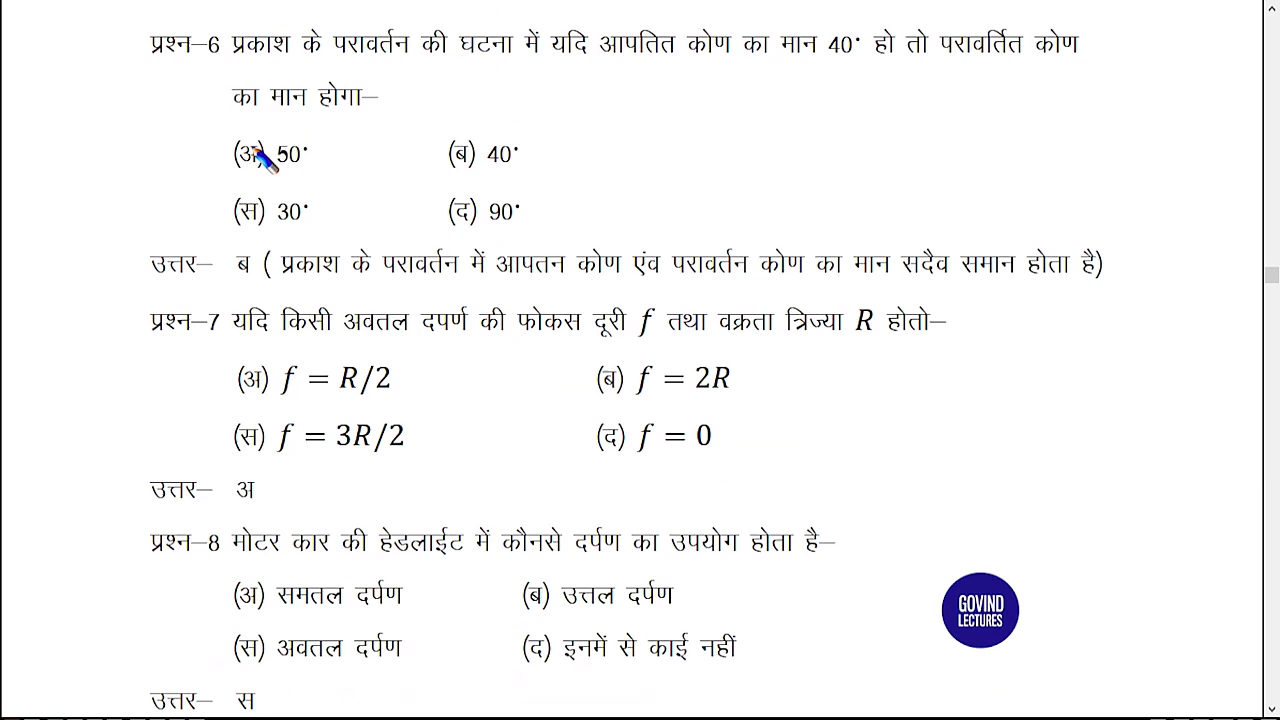 प्रश्न–6 प्रकाश के परावर्तन की घटना में यदि आपतित कोण का मान 40° हो तो परावर्तित कोण
का मान होगा–
(अ) 50° (ब) 40°
(स) 30° (द) 90°
उत्तर– ब ( प्रकाश के परावर्तन में आपतन कोण एंव परावर्तन कोण का मान सदैव समान होता है)
प्रश्न–7 यदि किसी अवतल दपर्ण की फोकस दूरी f तथा वक्रता त्रिज्या R होतो–
(अ) f = R/2 (ब) f = 2R
(स) f = 3R/2 (द) f = 0
उत्तर– अ
प्रश्न–8 मोटर कार की हेडलाईट में कौनसे दर्पण का उपयोग होता है–
(अ) समतल दर्पण (ब) उत्तल दर्पण
(स) अवतल दर्पण (द) इनमें से काई नहीं
उत्तर– स
GOVIND
LECTURES